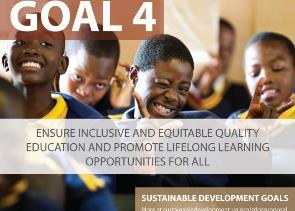 GOAL 4
ENSURE INCLUSIVE AND EQUITABLE QUALITY
EDUCATION AND PROMOTE LIFELONG LEARNING
OPPORTUNITIES FOR ALL
SUSTAINABLE DEVELOPMENT GOALS